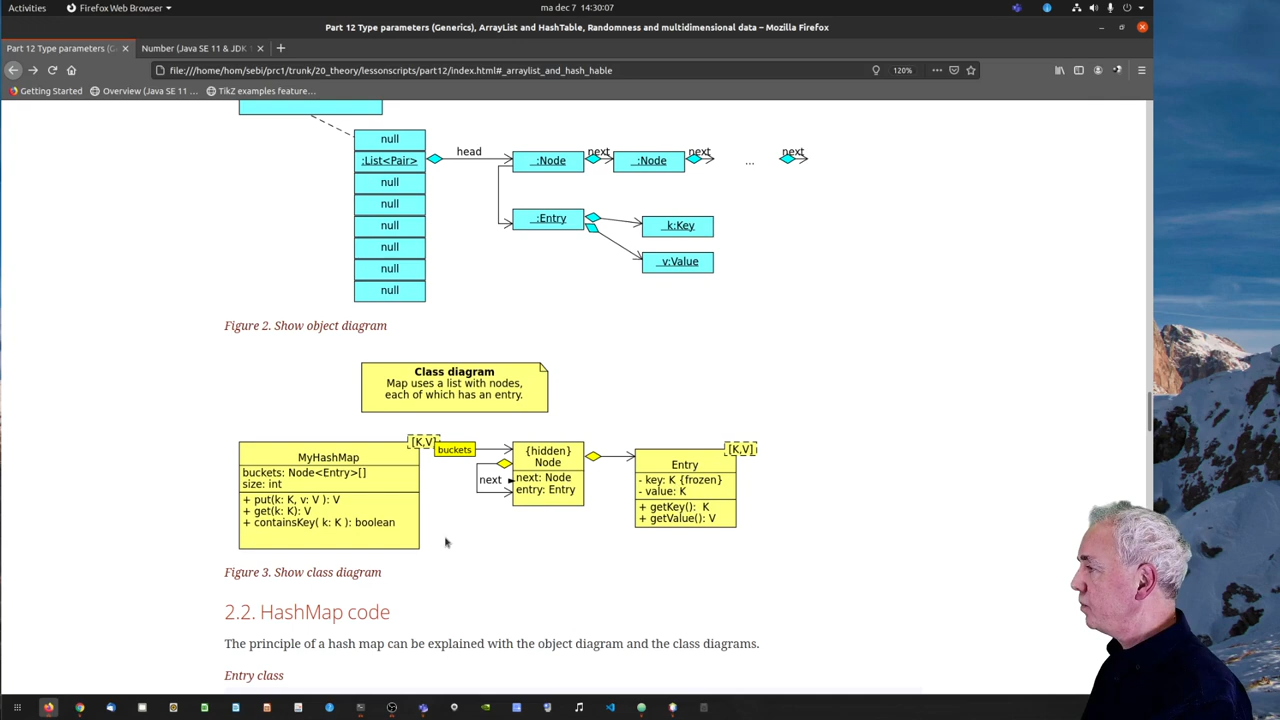 Activities
Firefox Web Browser
ma dec 7 14:30:07
Part 12 Type parameters (Generics), ArrayList and HashTable, Randomness and multidimensional data – Mozilla Firefox
Part 12 Type parameters (G
Number (Java SE 11 & JDK
file:///home/hom/sebi/prc1/trunk/20_theory/lessonscripts/part12/index.html#_arraylist_and_hash_hable
120%
Getting Started
Overview (Java SE 11 ...
TikZ examples feature...
null
:List<Pair>
null
null
null
null
null
null
head
:Node
next
:Node
next
...
next
:Entry
k:Key
v:Value
Figure 2. Show object diagram
Class diagram
Map uses a list with nodes,
each of which has an entry.
[K,V]
MyHashMap
buckets: Node<Entry>[]
size: int
+ put(k: K, v: V ): V
+ get(k: K): V
+ containsKey( k: K ): boolean
buckets
{hidden}
Node
next: Node
entry: Entry
next
[K,V]
Entry
- key: K {frozen}
- value: K
+ getKey(): K
+ getValue(): V
Figure 3. Show class diagram
2.2. HashMap code
The principle of a hash map can be explained with the object diagram and the class diagrams.
Entry class